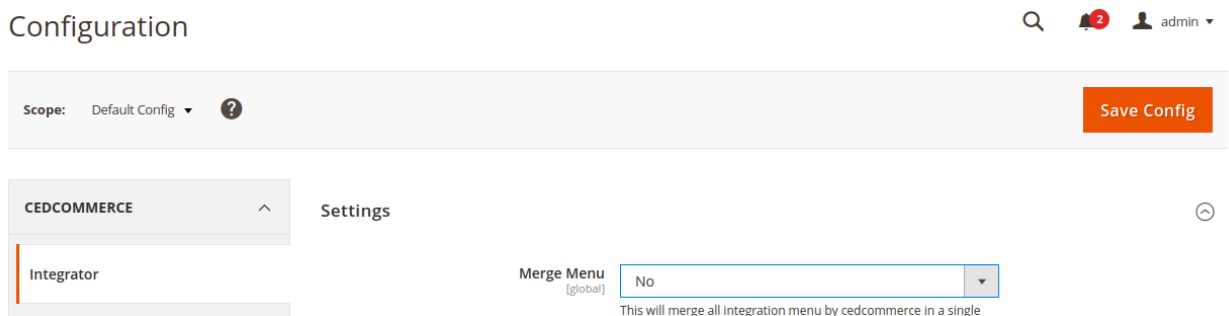 Configuration
2
admin
Scope: Default Config ?
Save Config
CEDCOMMERCE
Settings
Integrator
Merge Menu
No
[global]
This will merge all integration menu by cedcommerce in a single